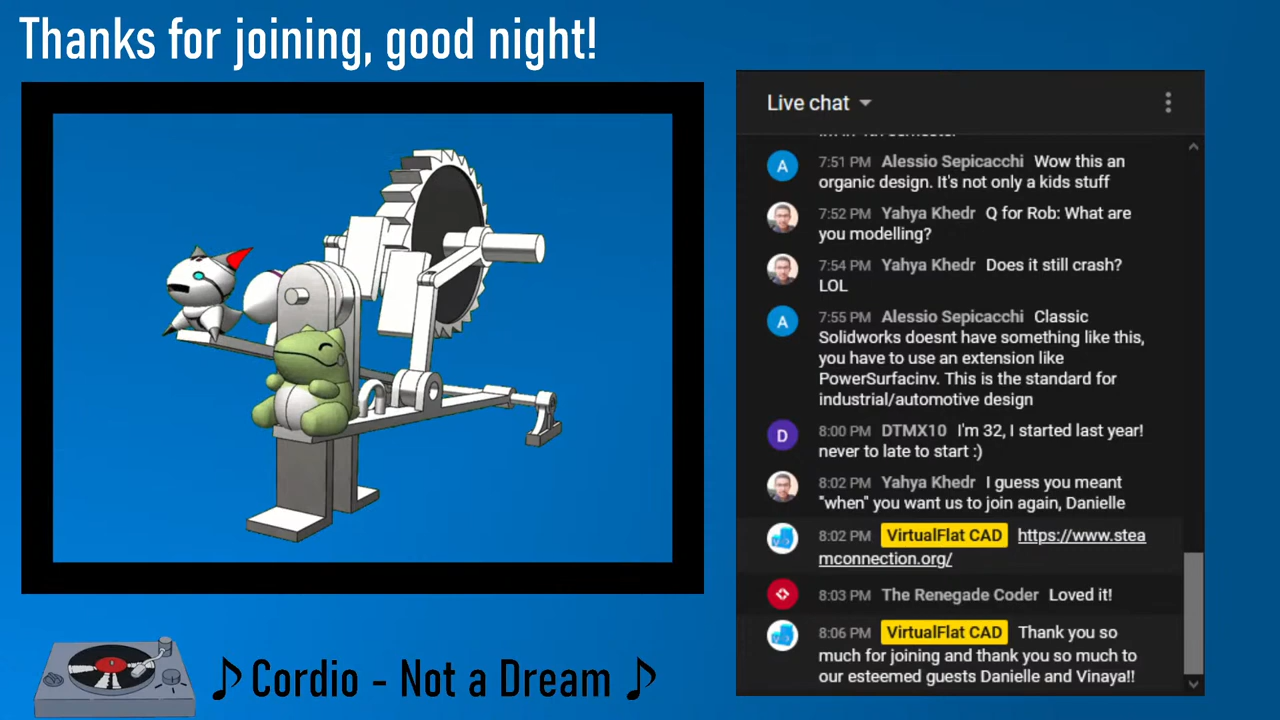 Thanks for joining, good night!
Live chat
7:51 PM Alessio Sepicacchi Wow this an
organic design. It's not only a kids stuff
7:52 PM Yahya Khedr Q for Rob: What are
you modelling?
7:54 PM Yahya Khedr Does it still crash?
LOL
7:55 PM Alessio Sepicacchi Classic
Solidworks doesnt have something like this,
you have to use an extension like
PowerSurfacinv. This is the standard for
industrial/automotive design
D 8:00 PM DTMX10 I'm 32, I started last year!
never to late to start :)
8:02 PM Yahya Khedr I guess you meant
"when" you want us to join again, Danielle
8:02 PM VirtualFlat CAD https://www.stea
mconnection.org/
8:03 PM The Renegade Coder Loved it!
8:06 PM VirtualFlat CAD Thank you so
much for joining and thank you so much to
our esteemed guests Danielle and Vinaya!!
♪ Cordio - Not a Dream ♪